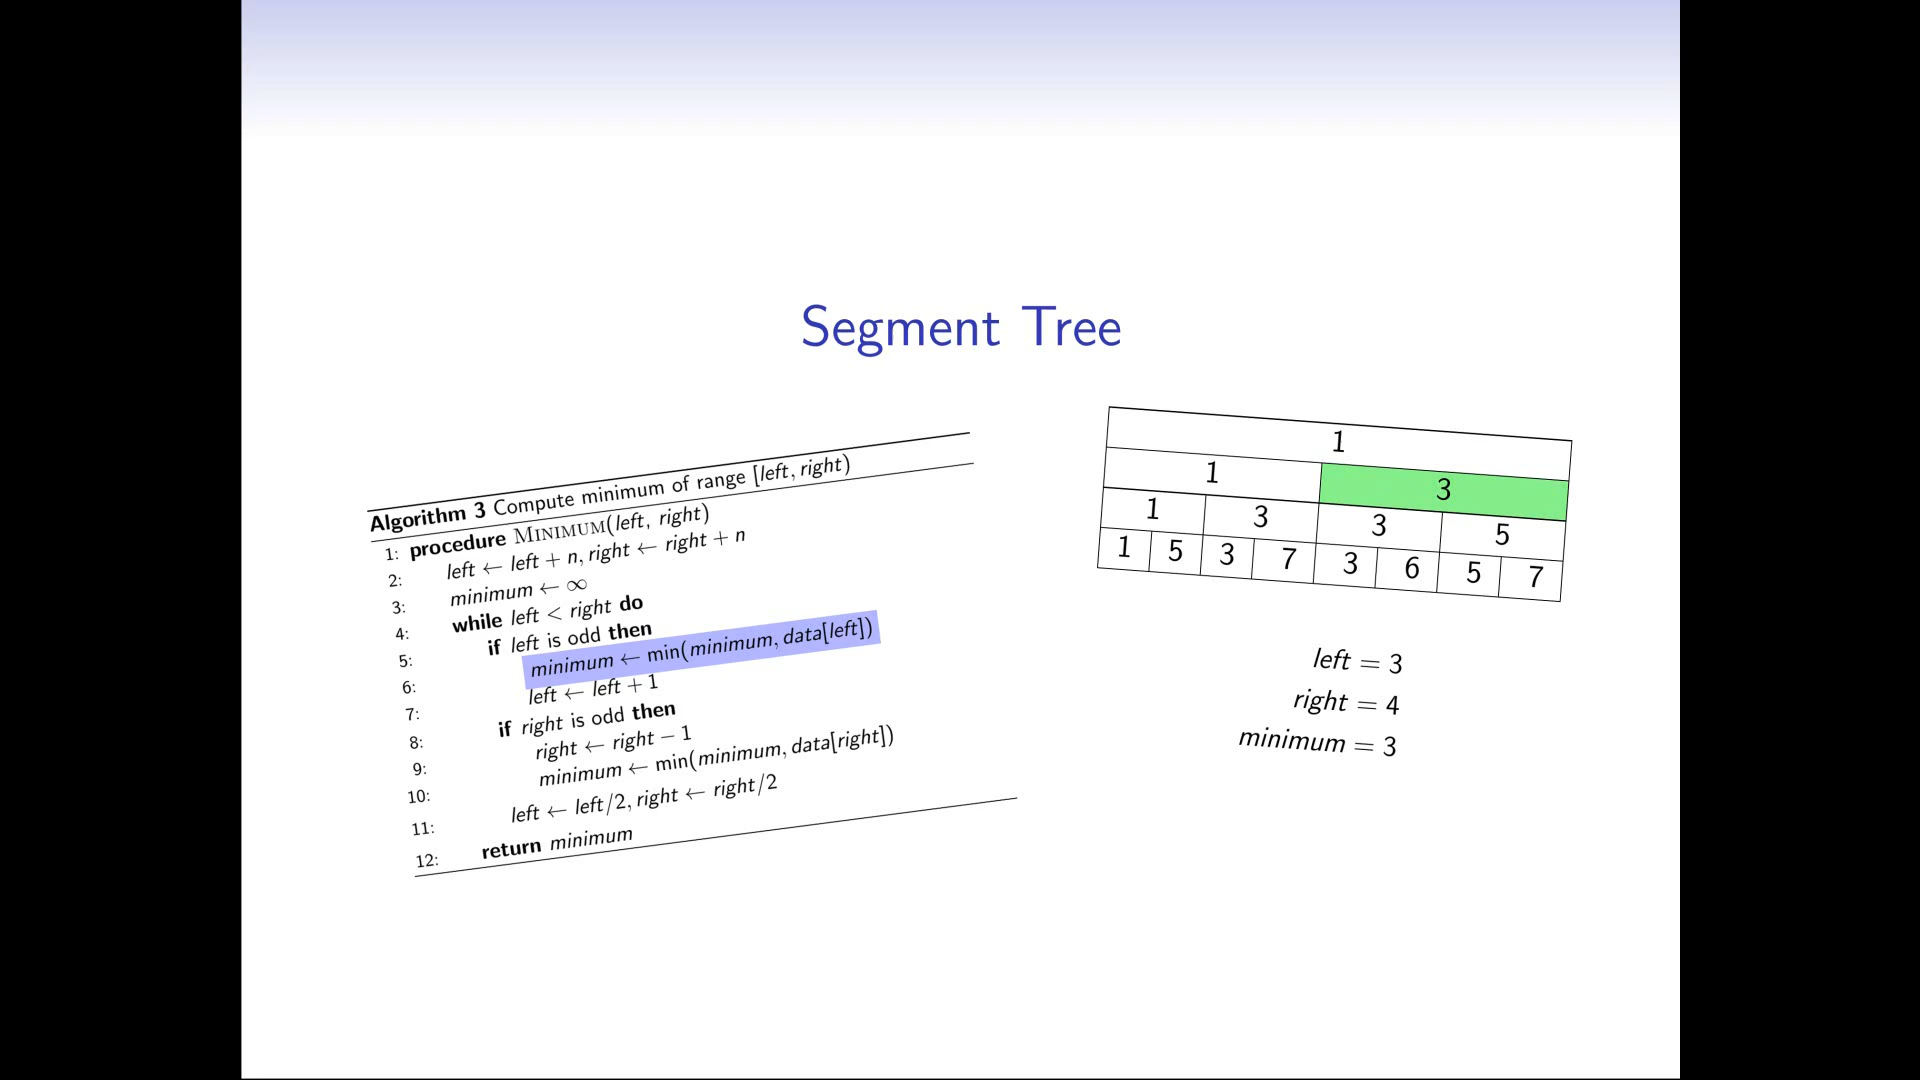 Segment Tree
Algorithm 3 Compute minimum of range [left, right)
1: procedure MINIMUM(left, right)
2: left ← left + n, right ← right + n
3: minimum ← ∞
4: while left < right do
5: if left is odd then
6: minimum ← min(minimum, data[left])
7: left ← left + 1
8: if right is odd then
9: right ← right − 1
10: minimum ← min(minimum, data[right])
11: left ← left/2, right ← right/2
12: return minimum
1
1 3
1 3 3 5
1 5 3 7 3 6 5 7
left = 3
right = 4
minimum = 3